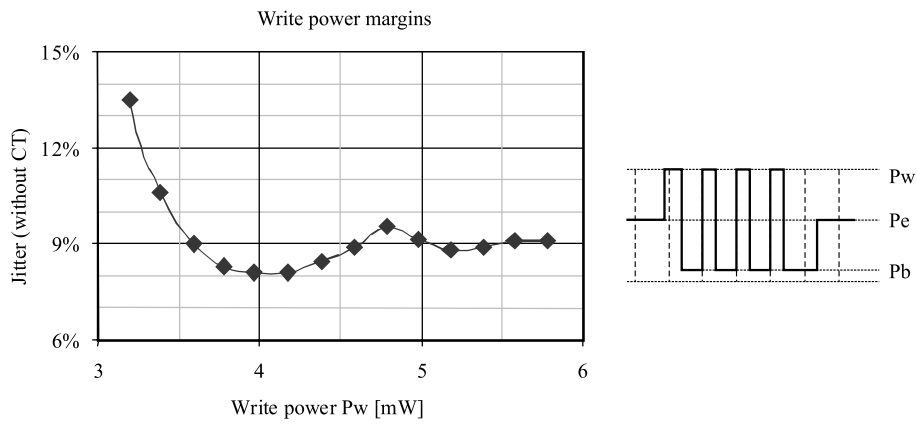 Write power margins
15%
12%
9%
6%
Jitter (without CT)
3 4 5 6
Write power Pw [mW]
Pw
Pe
Pb